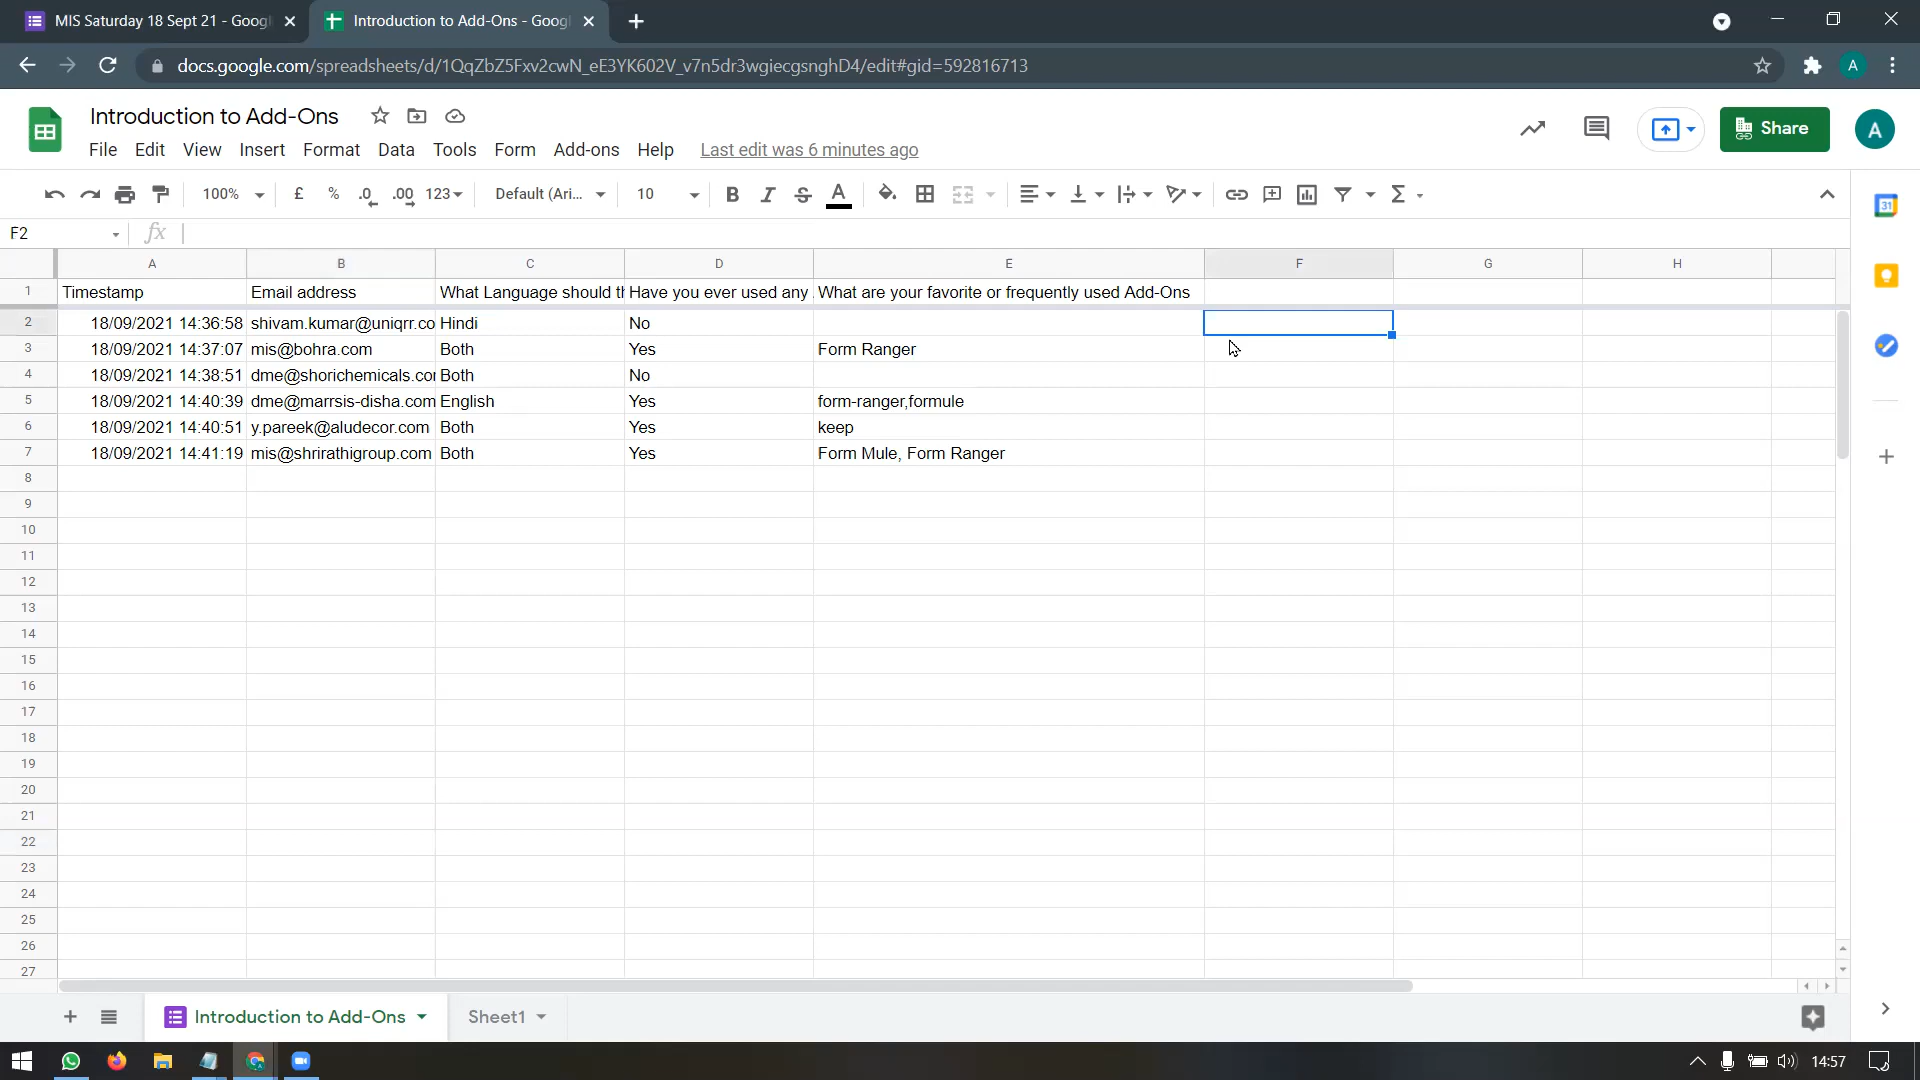 MIS Saturday 18 Sept 21 - Googl
Introduction to Add-Ons - Googl
docs.google.com/spreadsheets/d/1QqZbZ5Fxv2cwN_eE3YK602V_v7n5dr3wgiecgsnghD4/edit#gid=592816713
A
Introduction to Add-Ons
Share
A
File Edit View Insert Format Data Tools Form Add-ons Help Last edit was 6 minutes ago
100% £ % .0 .00 123 Default (Ari... 10 B I S A Σ
31
F2 fx
A B C D E F G H
1 Timestamp Email address What Language should th Have you ever used any What are your favorite or frequently used Add-Ons
2 18/09/2021 14:36:58 shivam.kumar@uniqrr.co Hindi No
3 18/09/2021 14:37:07 mis@bohra.com Both Yes Form Ranger
4 18/09/2021 14:38:51 dme@shorichemicals.cor Both No
5 18/09/2021 14:40:39 dme@marrsis-disha.com English Yes form-ranger,formule
6 18/09/2021 14:40:51 y.pareek@aludecor.com Both Yes keep
7 18/09/2021 14:41:19 mis@shrirathigroup.com Both Yes Form Mule, Form Ranger
8
9
10
11
12
13
14
15
16
17
18
19
20
21
22
23
24
25
26
27
Introduction to Add-Ons Sheet1
14:57